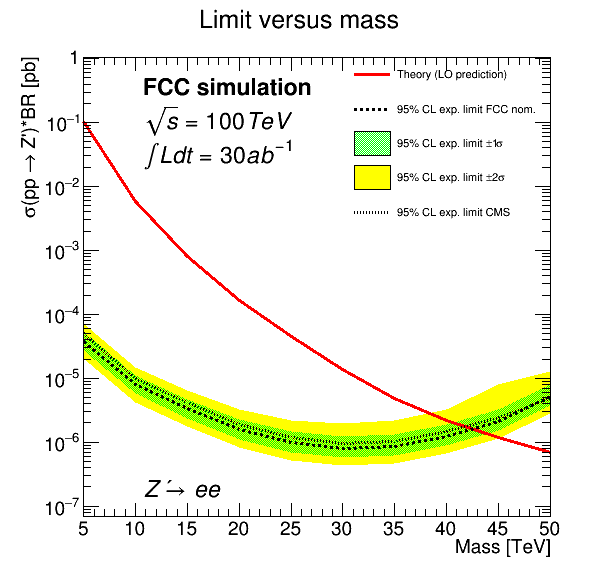 Limit versus mass
σ(pp → Z′)*BR [pb]
1
10⁻¹
10⁻²
10⁻³
10⁻⁴
10⁻⁵
10⁻⁶
10⁻⁷
FCC simulation
√s = 100 TeV
∫Ldt = 30ab⁻¹
Theory (LO prediction)
95% CL exp. limit FCC nom.
95% CL exp. limit ±1σ
95% CL exp. limit ±2σ
95% CL exp. limit CMS
Z´→ ee
5 10 15 20 25 30 35 40 45 50
Mass [TeV]